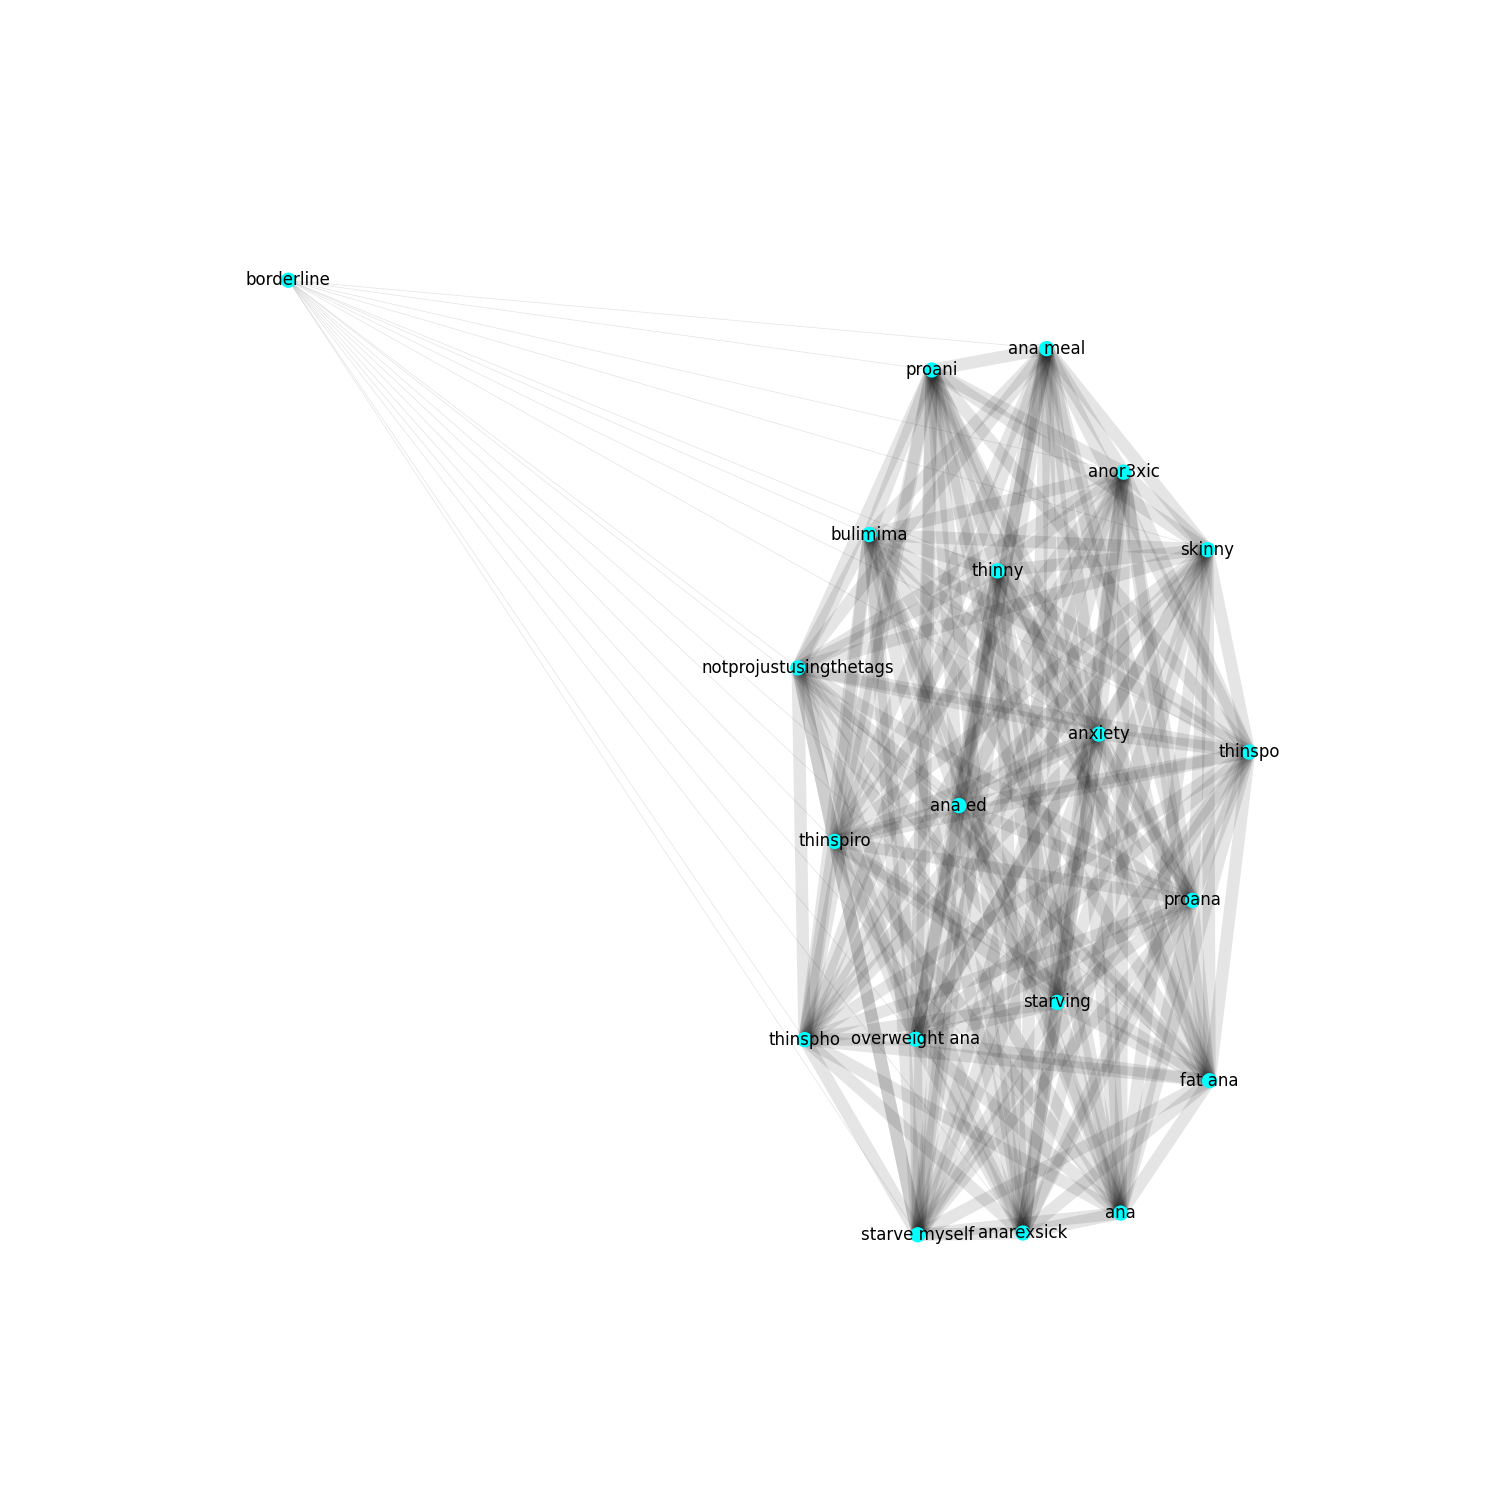 borderline
ana meal
proani
anor3xic
bulimima
skinny
thinny
notprojustusingthetags
anxiety
thinspo
ana ed
thinspiro
proana
starving
thinspho
overweight ana
fat ana
ana
starve myself
anarexsick